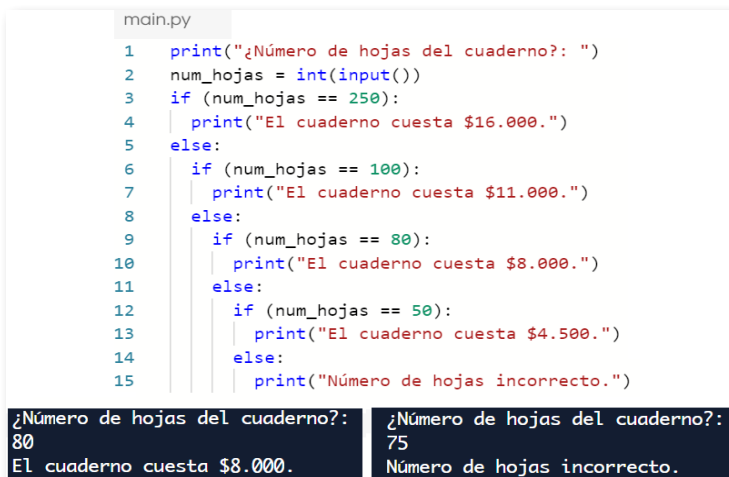 main.py
1 print("¿Número de hojas del cuaderno?: ")
2 num_hojas = int(input())
3 if (num_hojas == 250):
4 print("El cuaderno cuesta $16.000.")
5 else:
6 if (num_hojas == 100):
7 print("El cuaderno cuesta $11.000.")
8 else:
9 if (num_hojas == 80):
10 print("El cuaderno cuesta $8.000.")
11 else:
12 if (num_hojas == 50):
13 print("El cuaderno cuesta $4.500.")
14 else:
15 print("Número de hojas incorrecto.")
¿Número de hojas del cuaderno?:
80
El cuaderno cuesta $8.000.
¿Número de hojas del cuaderno?:
75
Número de hojas incorrecto.